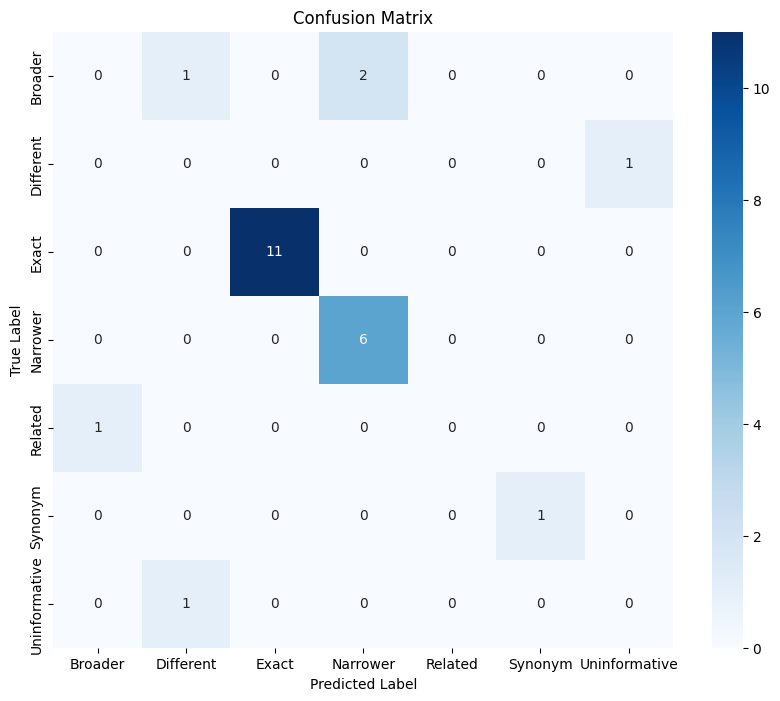 Confusion Matrix
True Label
Broader 0 1 0 2 0 0 0
Different 0 0 0 0 0 0 1
Exact 0 0 11 0 0 0 0
Narrower 0 0 0 6 0 0 0
Related 1 0 0 0 0 0 0
Synonym 0 0 0 0 0 1 0
Uninformative 0 1 0 0 0 0 0
Broader Different Exact Narrower Related Synonym Uninformative
Predicted Label
10
8
6
4
2
0